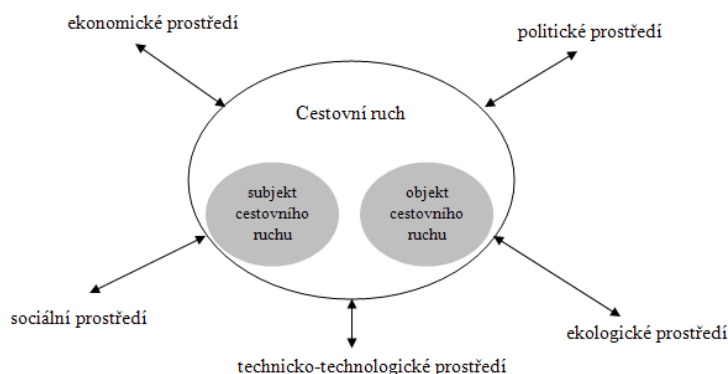 ekonomické prostředí
politické prostředí
Cestovní ruch
subjekt
cestovního
ruchu
objekt
cestovního
ruchu
sociální prostředí
ekologické prostředí
technicko-technologické prostředí